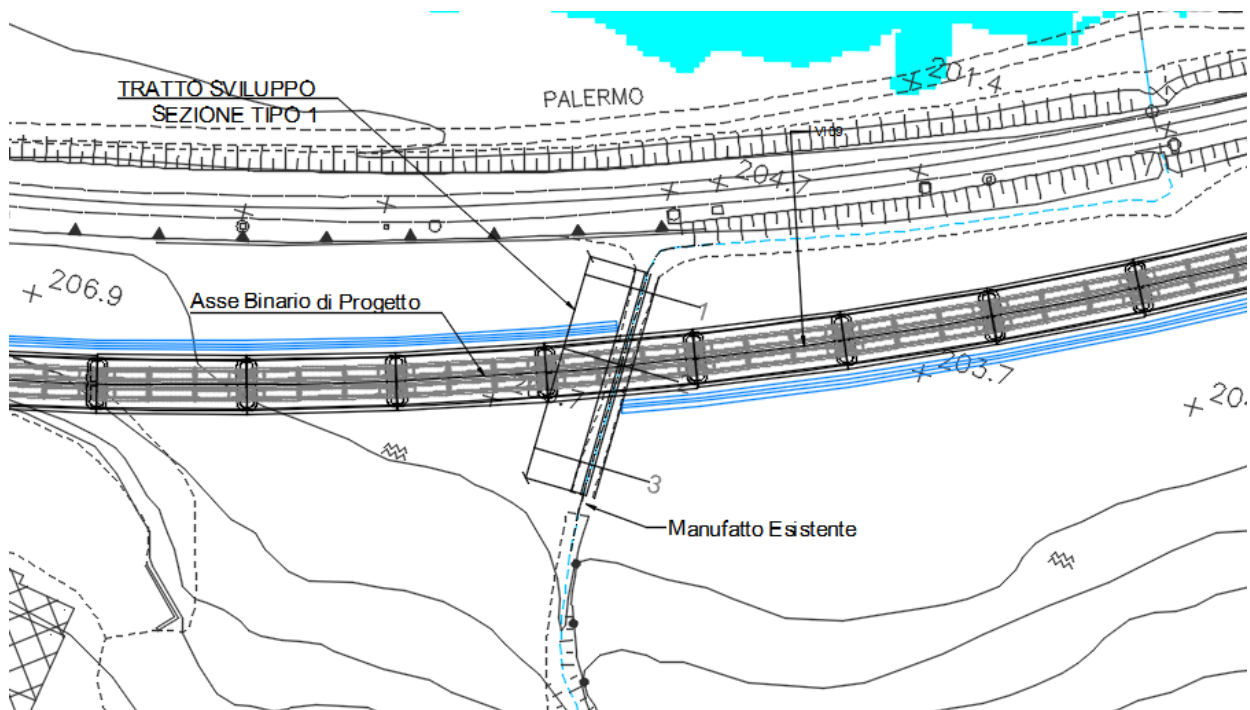 201.4
TRATTO SVILUPPO
SEZIONE TIPO 1
PALERMO
VI09
204.7
206.9
Asse Binario di Progetto
1
203.7
3
Manufatto Esistente